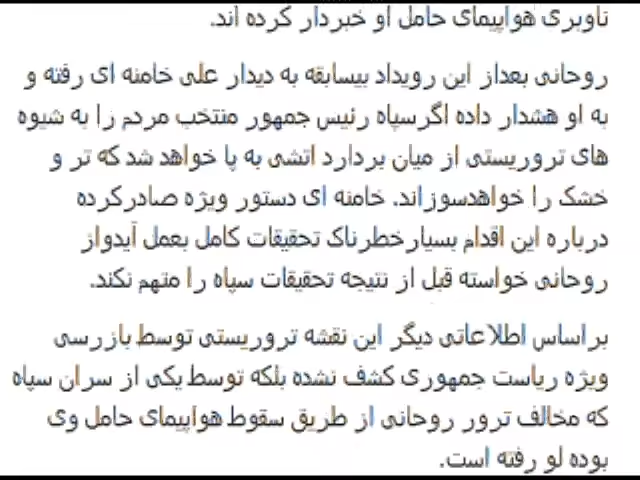 ناوبری هواپیمای حامل او خبردار کرده اند.
روحانی بعداز این رویداد بیسابقه به دیدار علی خامنه ای رفته و
به او هشدار داده اگرسپاه رئیس جمهور منتخب مردم را به شیوه
های تروریستی از میان بردارد اتشی به پا خواهد شد که تر و
خشک را خواهدسوزاند. خامنه ای دستور ویژه صادرکرده
درباره این اقدام بسیارخطرناک تحقیقات کامل بعمل آیدواز
روحانی خواسته قبل از نتیجه تحقیقات سپاه را متهم نکند.
براساس اطلاعاتی دیگر این نقشه تروریستی توسط بازرسی
ویژه ریاست جمهوری کشف نشده بلکه توسط یکی از سران سپاه
که مخالف ترور روحانی از طریق سقوط هواپیمای حامل وی
بوده لو رفته است.